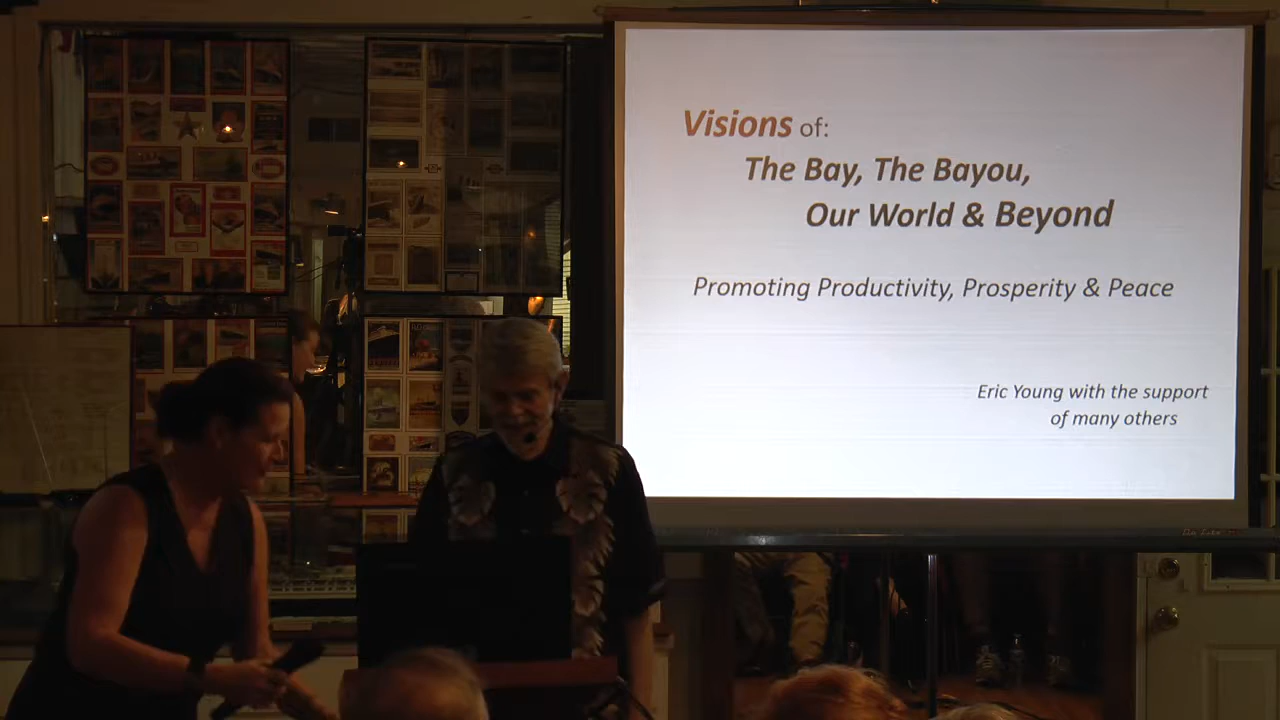 Visions of:
The Bay, The Bayou,
Our World & Beyond
Promoting Productivity, Prosperity & Peace
Eric Young with the support
of many others